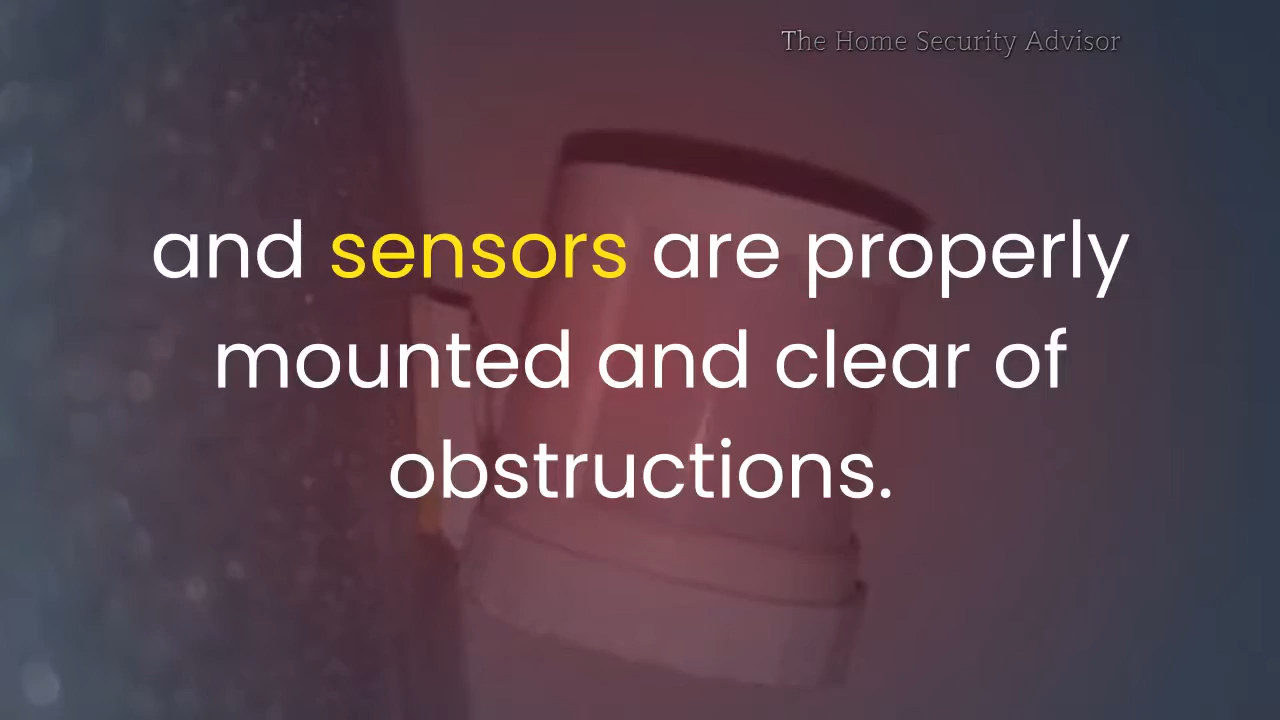 The Home Security Advisor
and sensors are properly
mounted and clear of
obstructions.